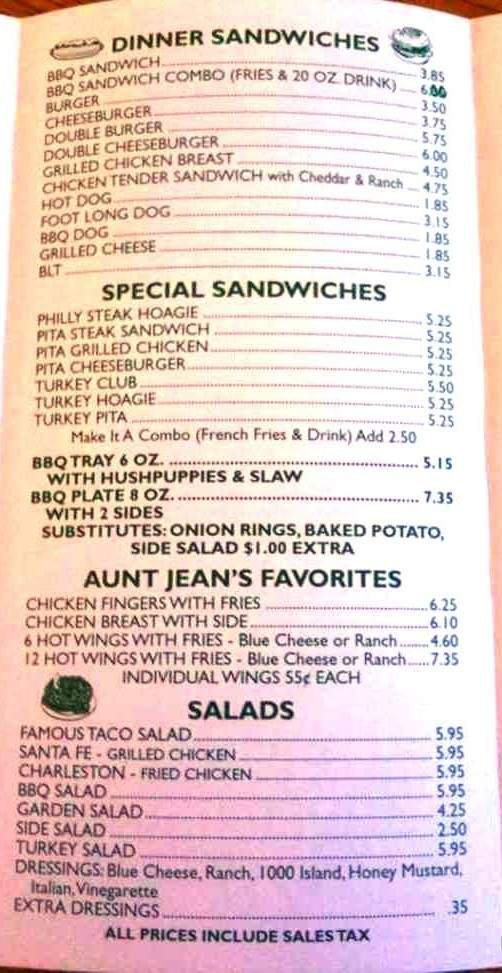 DINNER SANDWICHES
BBQ SANDWICH 3.85
BBQ SANDWICH COMBO (FRIES & 20 OZ. DRINK) 6.00
BURGER 3.50
CHEESEBURGER 3.75
DOUBLE BURGER 5.75
DOUBLE CHEESEBURGER 6.00
GRILLED CHICKEN BREAST 4.50
CHICKEN TENDER SANDWICH with Cheddar & Ranch 4.75
HOT DOG 1.85
FOOT LONG DOG 3.15
BBQ DOG 1.85
GRILLED CHEESE 1.85
BLT 3.15
SPECIAL SANDWICHES
PHILLY STEAK HOAGIE 5.25
PITA STEAK SANDWICH 5.25
PITA GRILLED CHICKEN 5.25
PITA CHEESEBURGER 5.25
TURKEY CLUB 5.50
TURKEY HOAGIE 5.25
TURKEY PITA 5.25
Make It A Combo (French Fries & Drink) Add 2.50
BBQ TRAY 6 OZ. 5.15
WITH HUSHPUPPIES & SLAW
BBQ PLATE 8 OZ. 7.35
WITH 2 SIDES
SUBSTITUTES: ONION RINGS, BAKED POTATO,
SIDE SALAD $1.00 EXTRA
AUNT JEAN'S FAVORITES
CHICKEN FINGERS WITH FRIES 6.25
CHICKEN BREAST WITH SIDE 6.10
6 HOT WINGS WITH FRIES - Blue Cheese or Ranch 4.60
12 HOT WINGS WITH FRIES - Blue Cheese or Ranch 7.35
INDIVIDUAL WINGS 55¢ EACH
SALADS
FAMOUS TACO SALAD 5.95
SANTA FE - GRILLED CHICKEN 5.95
CHARLESTON - FRIED CHICKEN 5.95
BBQ SALAD 5.95
GARDEN SALAD 4.25
SIDE SALAD 2.50
TURKEY SALAD 5.95
DRESSINGS: Blue Cheese, Ranch, 1000 Island, Honey Mustard,
Italian, Vinegarette
EXTRA DRESSINGS .35
ALL PRICES INCLUDE SALES TAX